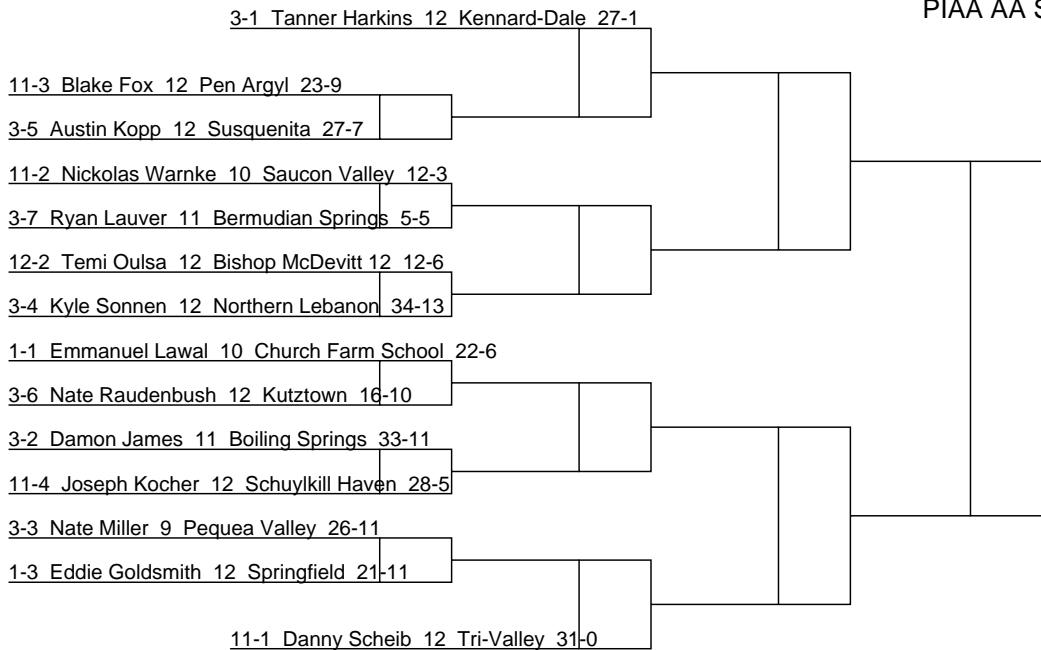 PIAA AA S
3-1 Tanner Harkins 12 Kennard-Dale 27-1
11-3 Blake Fox 12 Pen Argyl 23-9
3-5 Austin Kopp 12 Susquenita 27-7
11-2 Nickolas Warnke 10 Saucon Valley 12-3
3-7 Ryan Lauver 11 Bermudian Springs 5-5
12-2 Temi Oulsa 12 Bishop McDevitt 12 12-6
3-4 Kyle Sonnen 12 Northern Lebanon 34-13
1-1 Emmanuel Lawal 10 Church Farm School 22-6
3-6 Nate Raudenbush 12 Kutztown 16-10
3-2 Damon James 11 Boiling Springs 33-11
11-4 Joseph Kocher 12 Schuylkill Haven 28-5
3-3 Nate Miller 9 Pequea Valley 26-11
1-3 Eddie Goldsmith 12 Springfield 21-11
11-1 Danny Scheib 12 Tri-Valley 31-0